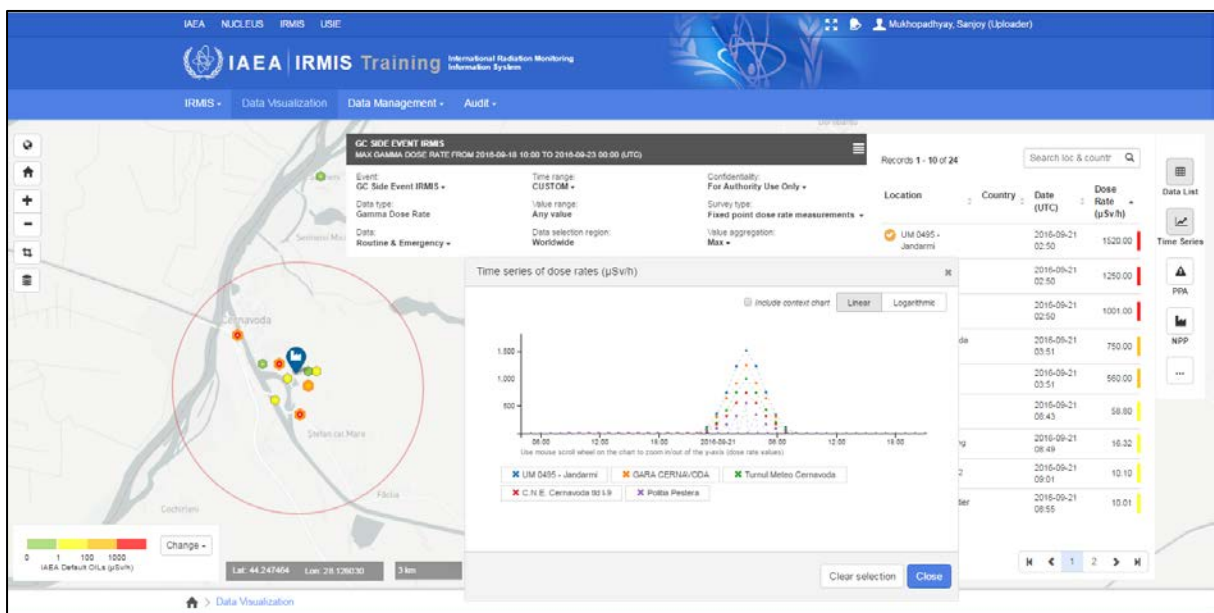 IAEA NUCLEUS IRMIS USIE
Mukhopadhyay, Sanjoy (Uploader)
IAEA IRMIS Training International Radiation Monitoring
Information System
IRMIS Data Visualization Data Management Audit
GC SIDE EVENT IRMIS
MAX GAMMA DOSE RATE FROM 2016-09-18 10:00 TO 2016-09-23 00:00 (UTC)
Event: Time range: Confidentiality:
GC Side Event IRMIS CUSTOM For Authority Use Only
Data type: Value range: Survey type:
Gamma Dose Rate Any value Fixed point dose rate measurements
Data: Data selection region: Value aggregation:
Routine & Emergency Worldwide Max
Records 1 - 10 of 24
Search loc & countr
Location Country Date (UTC) Dose Rate (µSv/h)
UM 0495 - Jandarmi 2016-09-21 02:50 1520.00
2016-09-21 02:50 1250.00
2016-09-21 02:50 1001.00
da 2016-09-21 03:51 750.00
2016-09-21 03:51 560.00
2016-09-21 08:43 58.80
ng 2016-09-21 08:49 16.32
2 2016-09-21 09:01 10.10
tier 2016-09-21 08:55 10.01
1 2
Data List
Time Series
PPA
NPP
...
Time series of dose rates (µSv/h)
Include context chart Linear Logarithmic
1,500
1,000
500
06:00 12:00 18:00 2016-09-21 06:00 12:00 18:00
Use mouse scroll wheel on the chart to zoom in/out of the y-axis (dose rate values)
UM 0495 - Jandarmi GARA CERNAVODA Turnul Meteo Cernavoda
C.N.E. Cernavoda tld I-9 Politia Pestera
Clear selection Close
Cernavoda
Ștefan cel Mare
Făclia
Cochirleni
0 1 100 1000
IAEA Default OILs (µSv/h)
Change
Lat: 44.247464 Lon: 28.126030 3 km
> Data Visualization